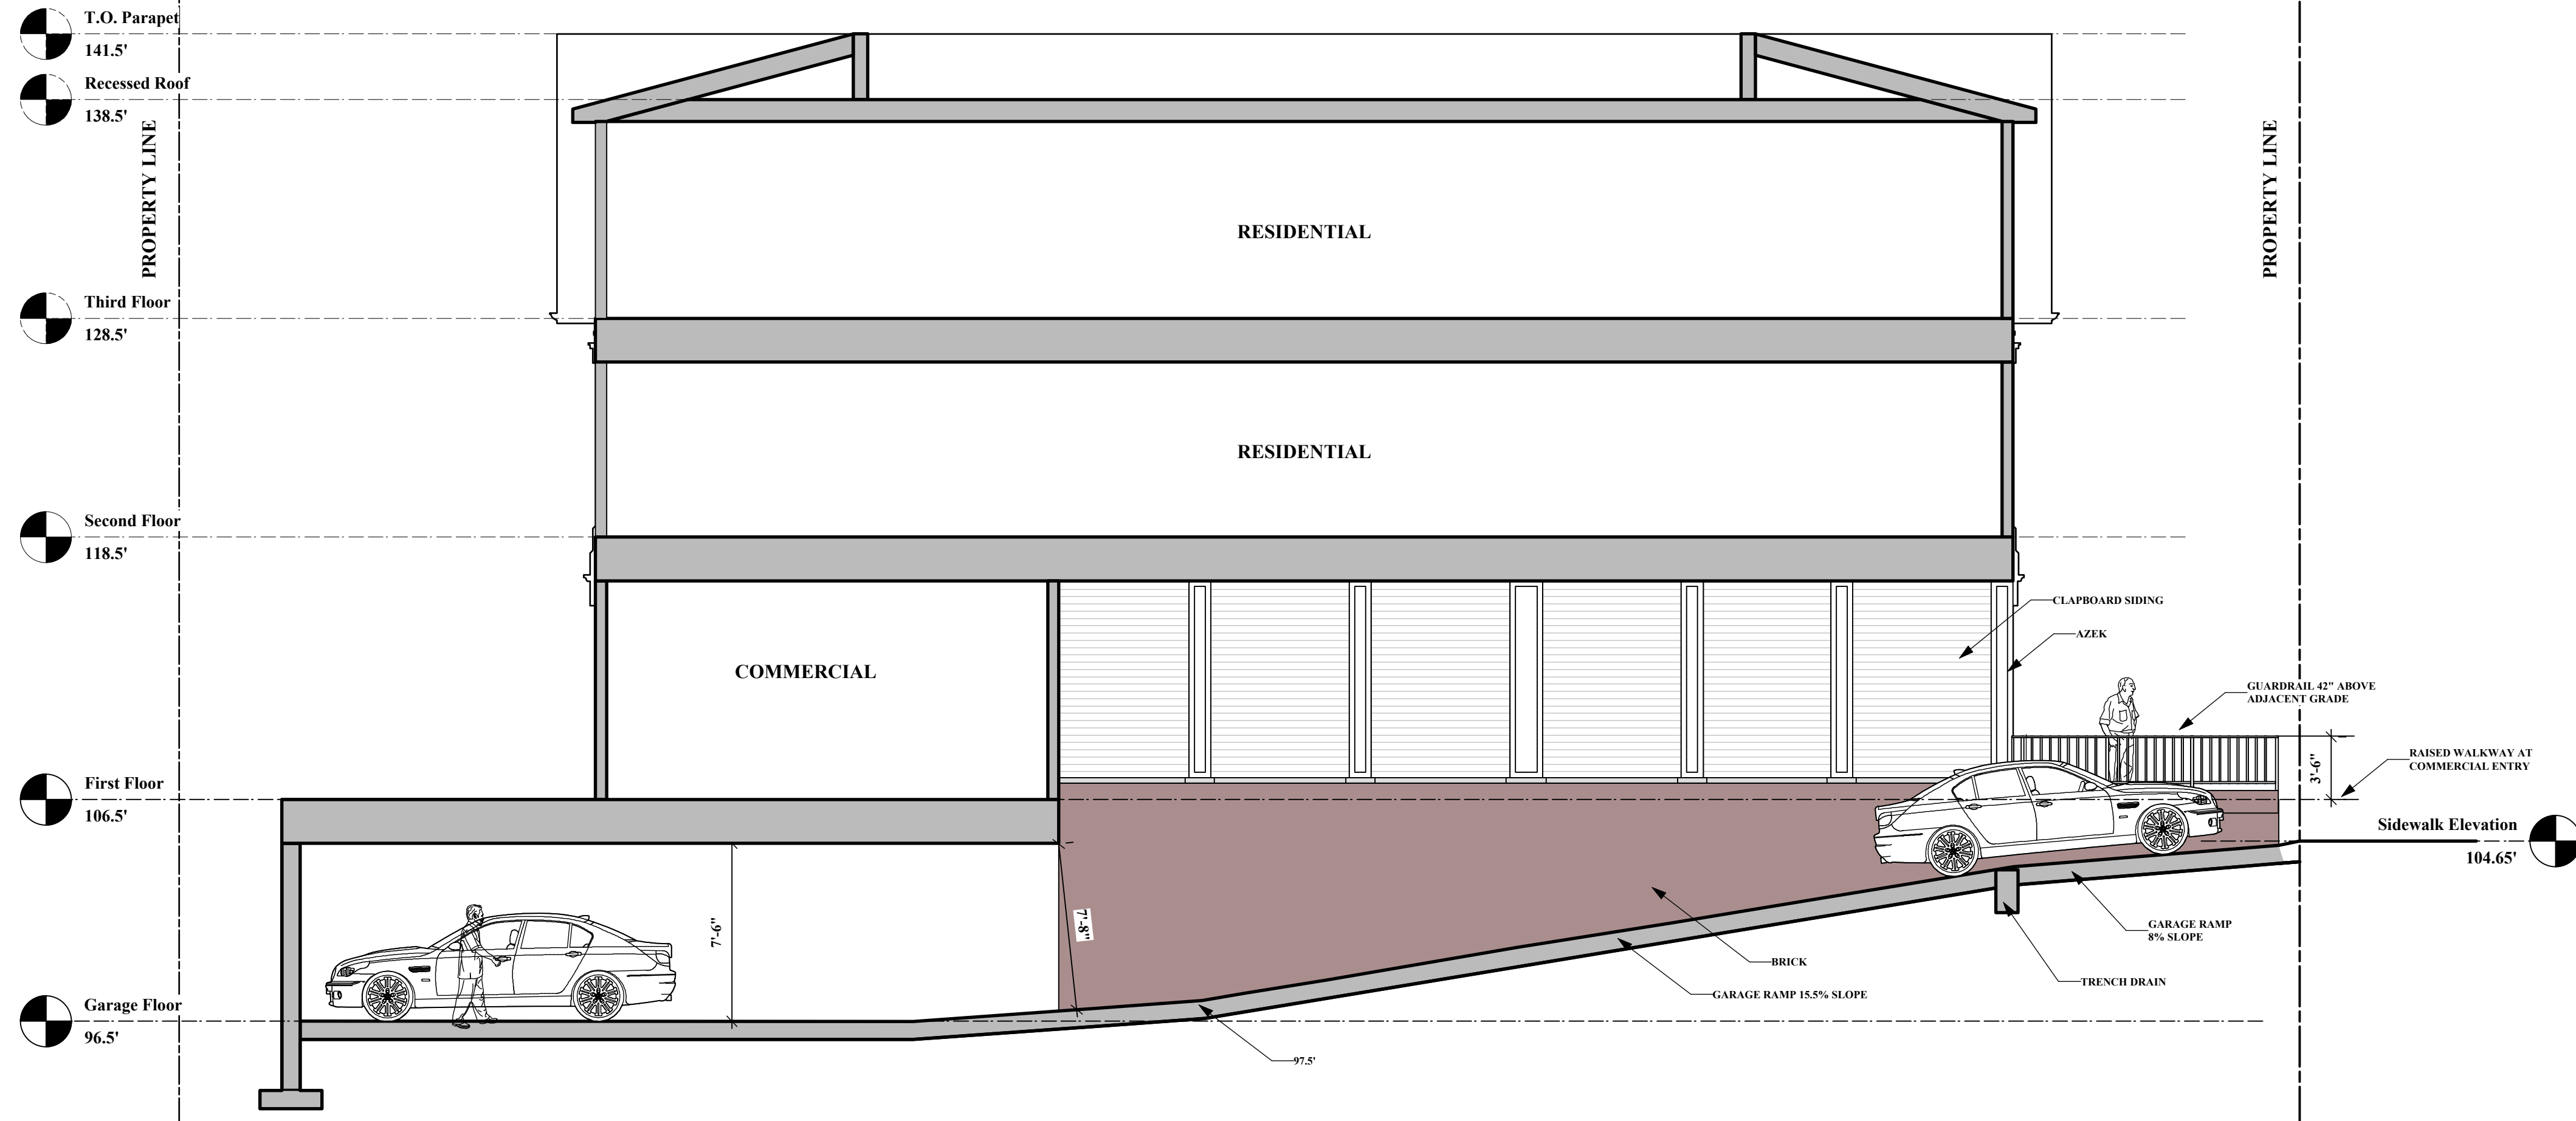 T.O. Parapet
141.5'
Recessed Roof
138.5'
PROPERTY LINE
PROPERTY LINE
RESIDENTIAL
Third Floor
128.5'
RESIDENTIAL
Second Floor
118.5'
CLAPBOARD SIDING
AZEK
COMMERCIAL
GUARDRAIL 42" ABOVE
ADJACENT GRADE
RAISED WALKWAY AT
COMMERCIAL ENTRY
3'-6"
First Floor
106.5'
Sidewalk Elevation
104.65'
7'-6"
7'-8"
GARAGE RAMP
8% SLOPE
BRICK
TRENCH DRAIN
GARAGE RAMP 15.5% SLOPE
Garage Floor
96.5'
97.5'